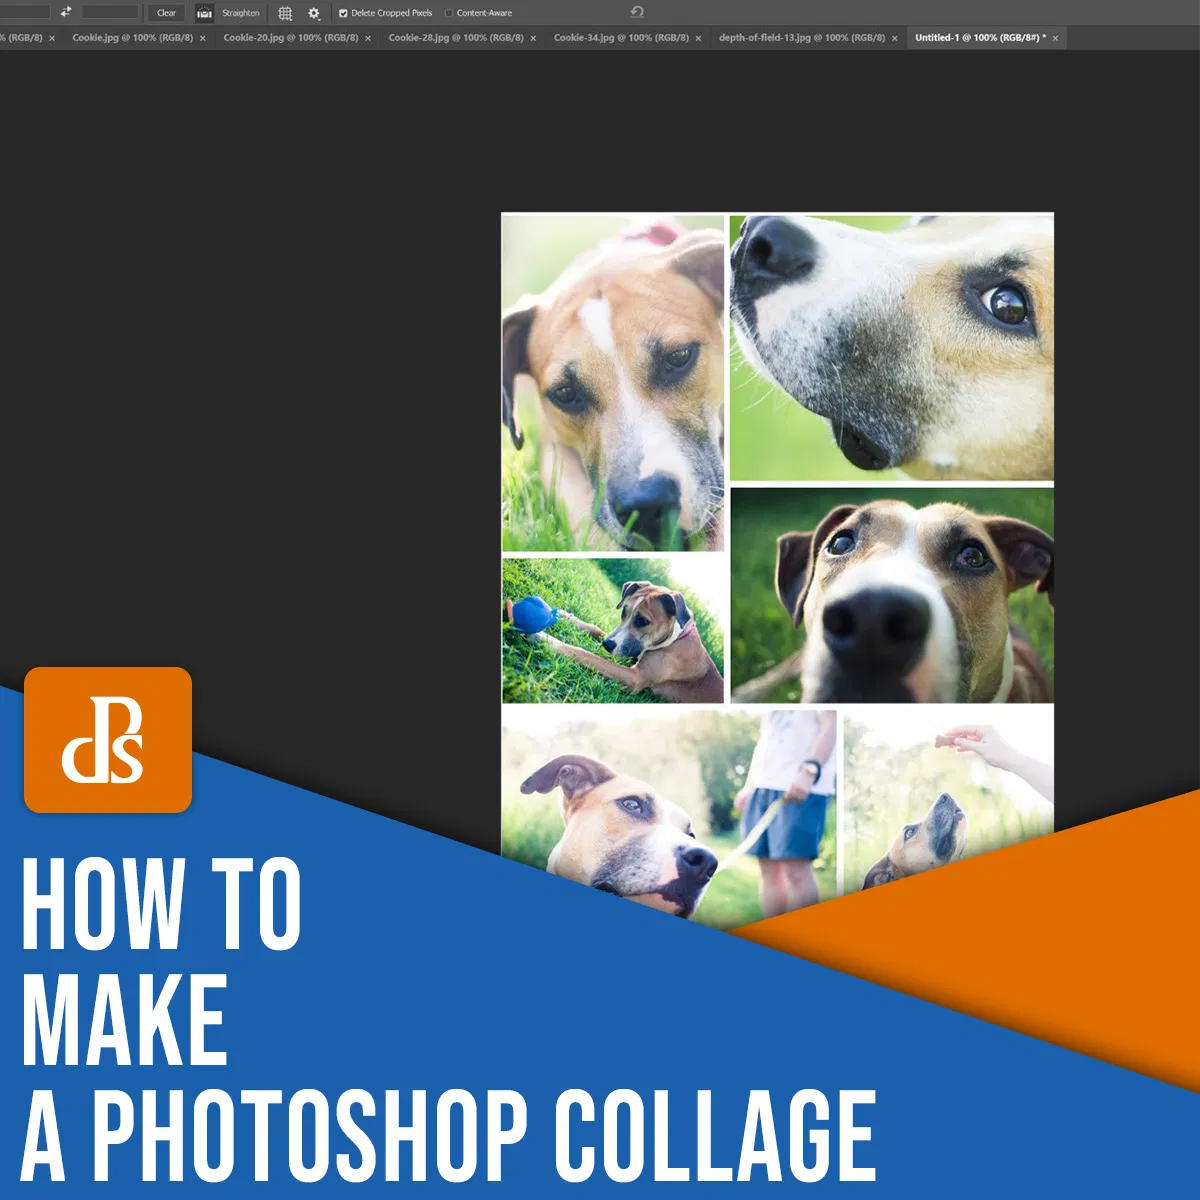 Clear Straighten Delete Cropped Pixels Content-Aware
% (RGB/8) × Cookie.jpg @ 100% (RGB/8) × Cookie-20.jpg @ 100% (RGB/8) × Cookie-28.jpg @ 100% (RGB/8) × Cookie-34.jpg @ 100% (RGB/8) × depth-of-field-13.jpg @ 100% (RGB/8) × Untitled-1 @ 100% (RGB/8#) * ×
dPs
HOW TO
MAKE
A PHOTOSHOP COLLAGE